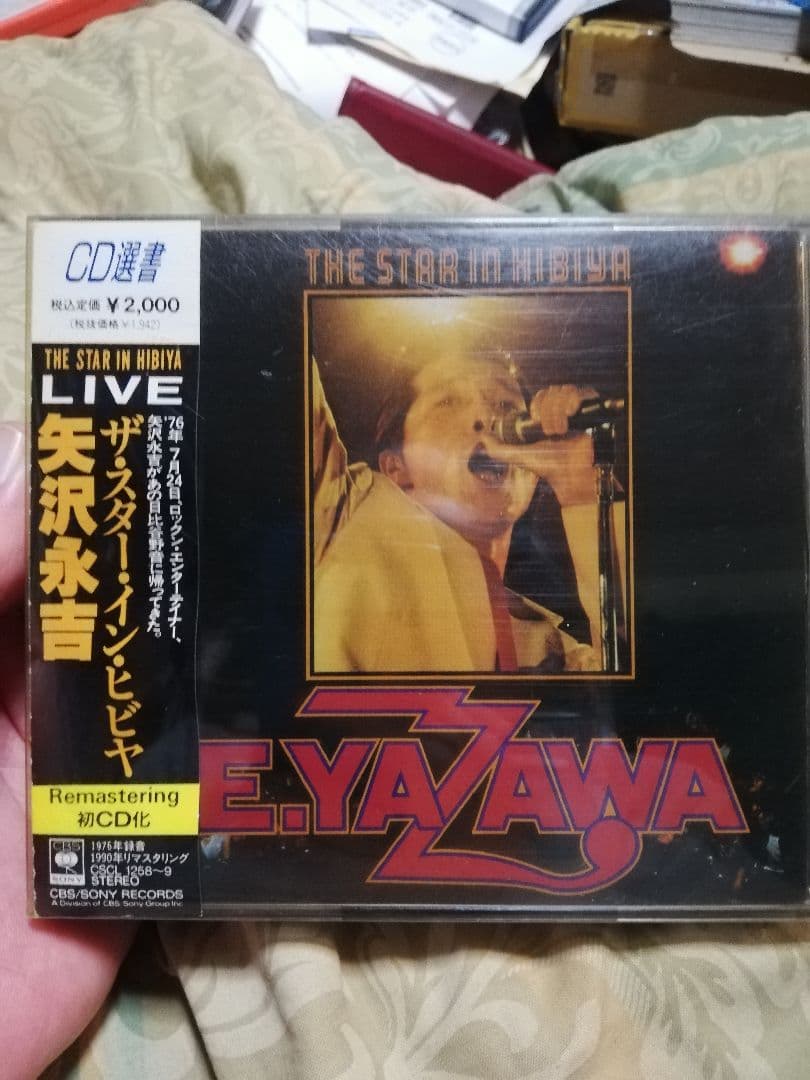 CD選書
税込定価 ¥2,000
(税抜価格¥1,942)
THE STAR IN HIBIYA
LIVE
'76年 7月24日、ロックン・エンターテイナー、
矢沢永吉があの日比谷野音に帰ってきた。
ザ・スター・イン・ヒビヤ
矢沢永吉
Remastering
初CD化
CBS
SONY
1976年録音
1990年リマスタリング
CSCL 1258〜9
STEREO
CBS/SONY RECORDS
A Division of CBS/Sony Group Inc
THE STAR IN HIBIYA
E.YAZAWA